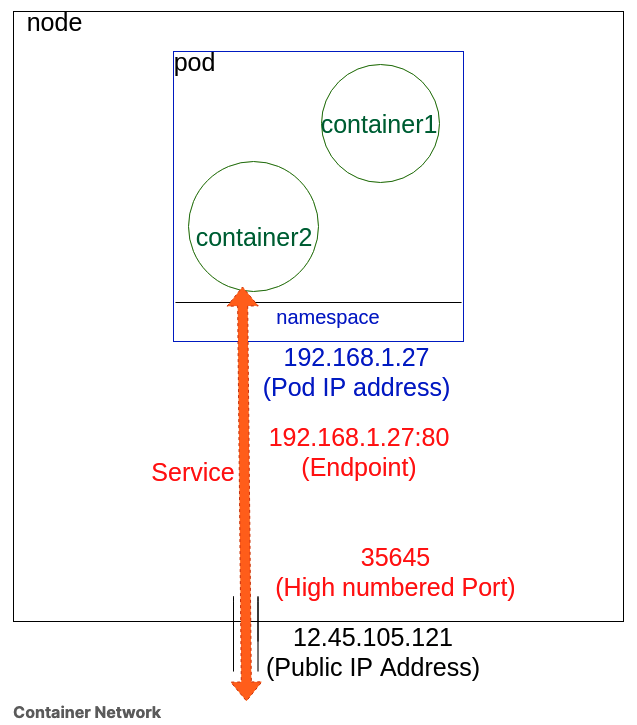 node
pod
container1
container2
namespace
192.168.1.27
(Pod IP address)
192.168.1.27:80
(Endpoint)
Service
35645
(High numbered Port)
12.45.105.121
(Public IP Address)
Container Network